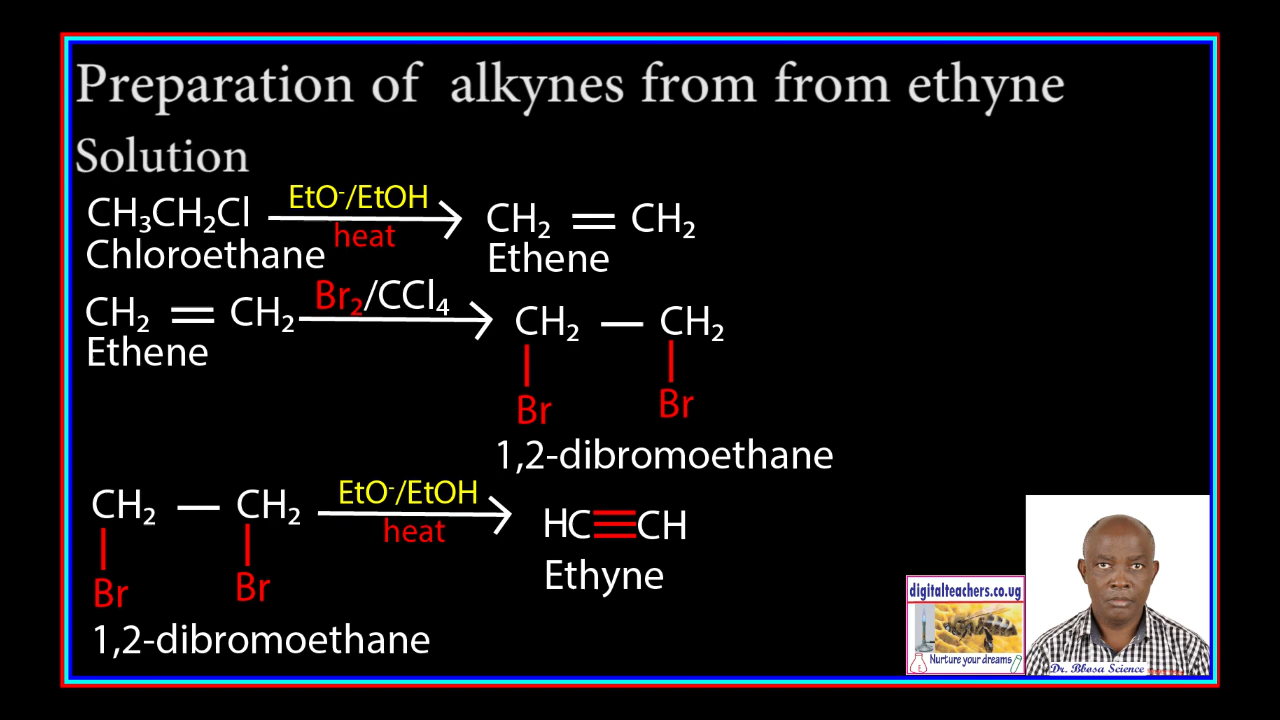 Preparation of alkynes from from ethyne
Solution
EtO⁻/EtOH
CH₃CH₂Cl CH₂ = CH₂
heat
Chloroethane Ethene
Br₂/CCl₄
CH₂ = CH₂ CH₂ — CH₂
Ethene
Br Br
1,2-dibromoethane
EtO⁻/EtOH
CH₂ — CH₂ HC≡CH
heat
Ethyne
Br Br
1,2-dibromoethane
digitalteachers.co.ug
Nurture your dreams
Dr. Bbosa Science